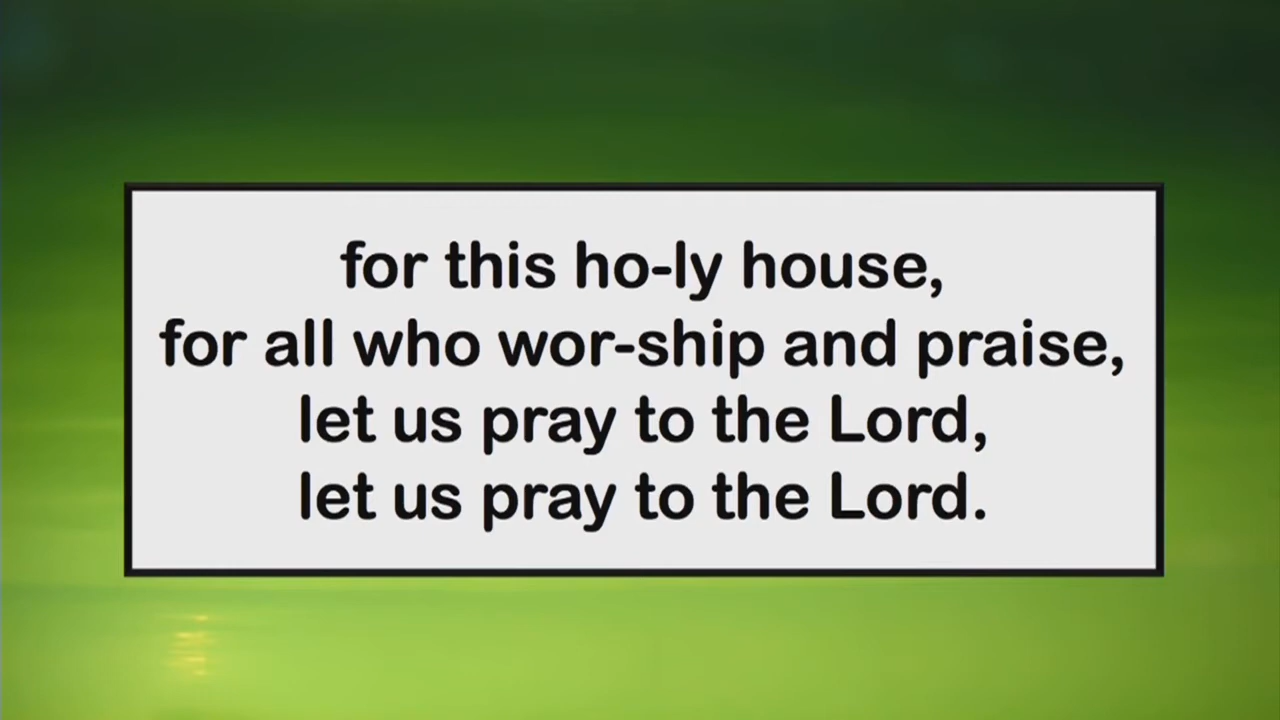 for this ho-ly house,
for all who wor-ship and praise,
let us pray to the Lord,
let us pray to the Lord.